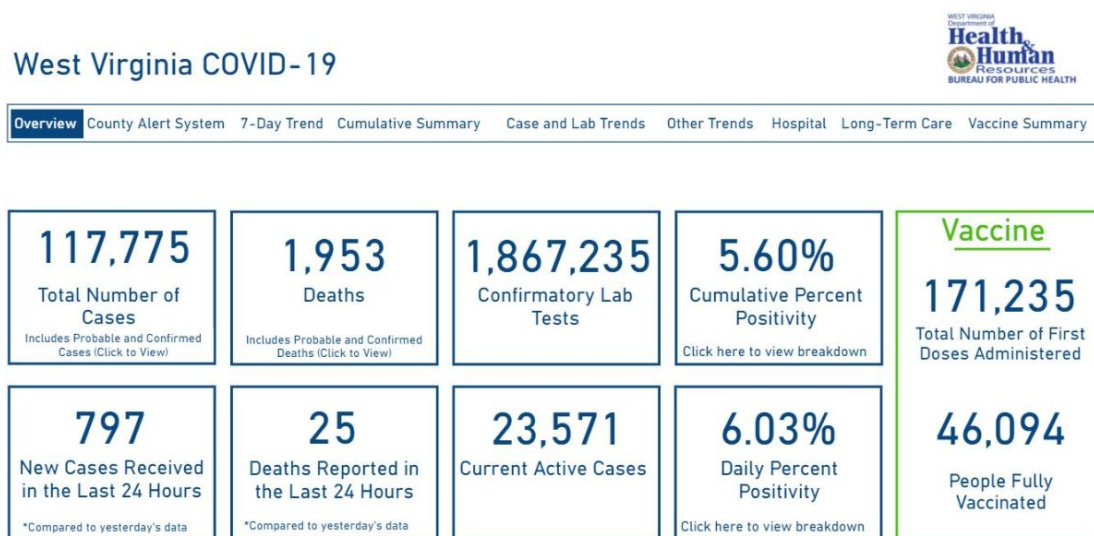 WEST VIRGINIA
Department of
Health
&
Human
Resources
BUREAU FOR PUBLIC HEALTH
West Virginia COVID-19
Overview County Alert System 7-Day Trend Cumulative Summary Case and Lab Trends Other Trends Hospital Long-Term Care Vaccine Summary
117,775
Total Number of
Cases
Includes Probable and Confirmed
Cases (Click to View)
1,953
Deaths
Includes Probable and Confirmed
Deaths (Click to View)
1,867,235
Confirmatory Lab
Tests
5.60%
Cumulative Percent
Positivity
Click here to view breakdown
Vaccine
171,235
Total Number of First
Doses Administered
797
New Cases Received
in the Last 24 Hours
*Compared to yesterday's data
25
Deaths Reported in
the Last 24 Hours
*Compared to yesterday's data
23,571
Current Active Cases
6.03%
Daily Percent
Positivity
Click here to view breakdown
46,094
People Fully
Vaccinated